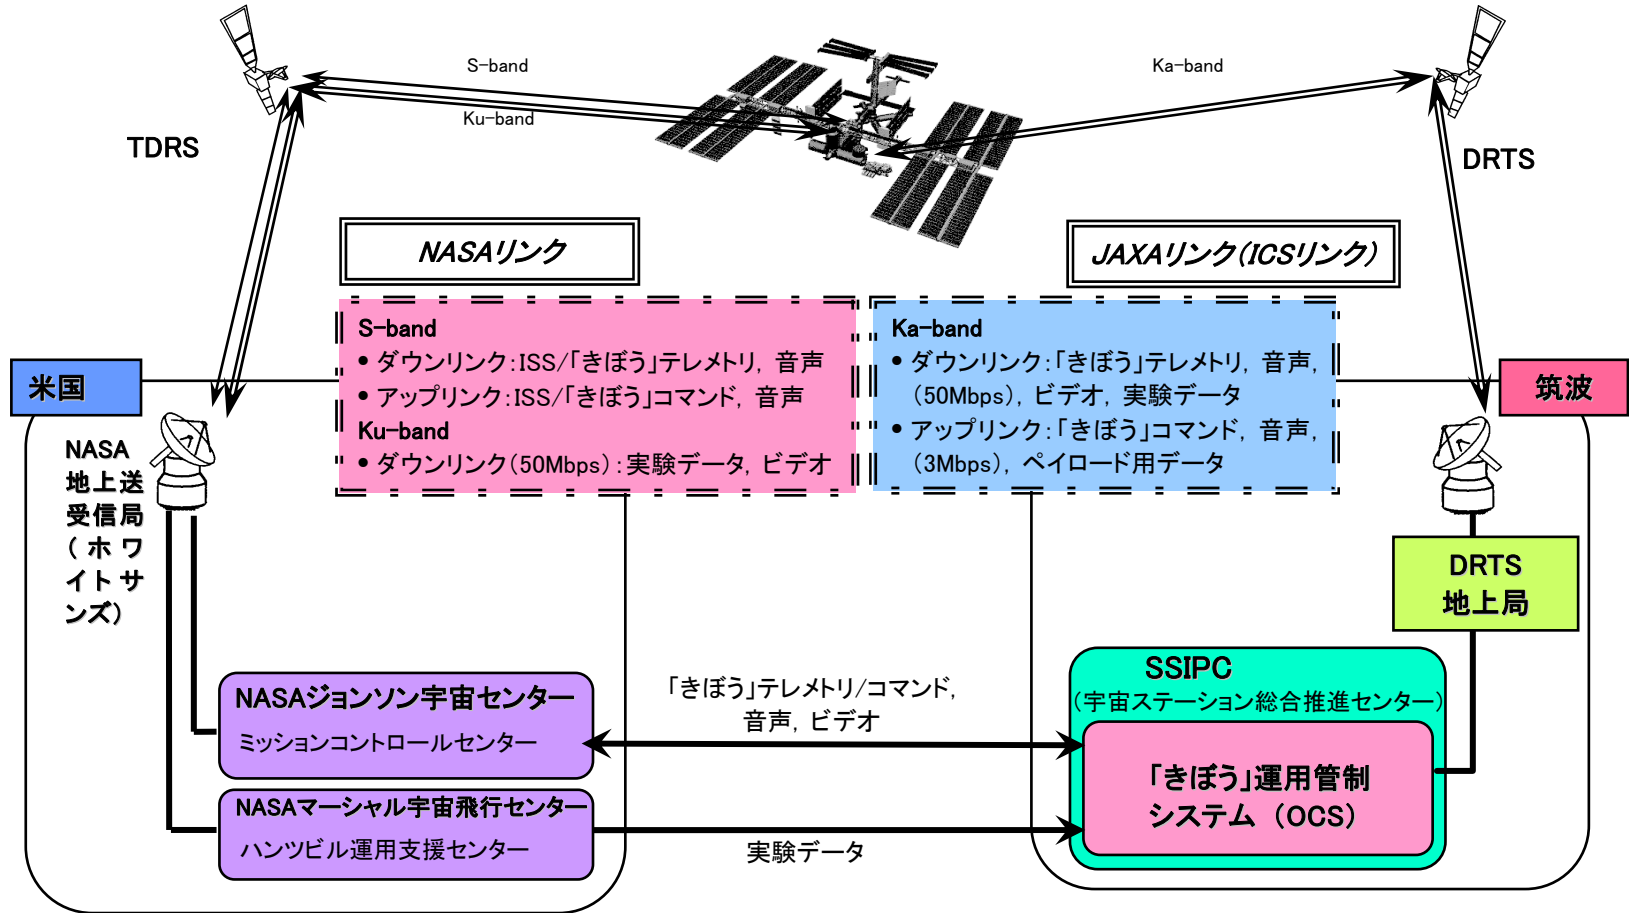 S-band
Ku-band
Ka-band
TDRS
DRTS
NASAリンク
JAXAリンク(ICSリンク)
S-band
• ダウンリンク:ISS/「きぼう」テレメトリ, 音声
• アップリンク:ISS/「きぼう」コマンド, 音声
Ku-band
• ダウンリンク(50Mbps):実験データ, ビデオ
Ka-band
• ダウンリンク:「きぼう」テレメトリ, 音声,
(50Mbps), ビデオ, 実験データ
• アップリンク:「きぼう」コマンド, 音声,
(3Mbps), ペイロード用データ
米国
筑波
NASA
地上送
受信局
(ホワ
イトサ
ンズ)
DRTS
地上局
NASAジョンソン宇宙センター
ミッションコントロールセンター
NASAマーシャル宇宙飛行センター
ハンツビル運用支援センター
「きぼう」テレメトリ/コマンド,
音声, ビデオ
実験データ
SSIPC
(宇宙ステーション総合推進センター)
「きぼう」運用管制
システム (OCS)